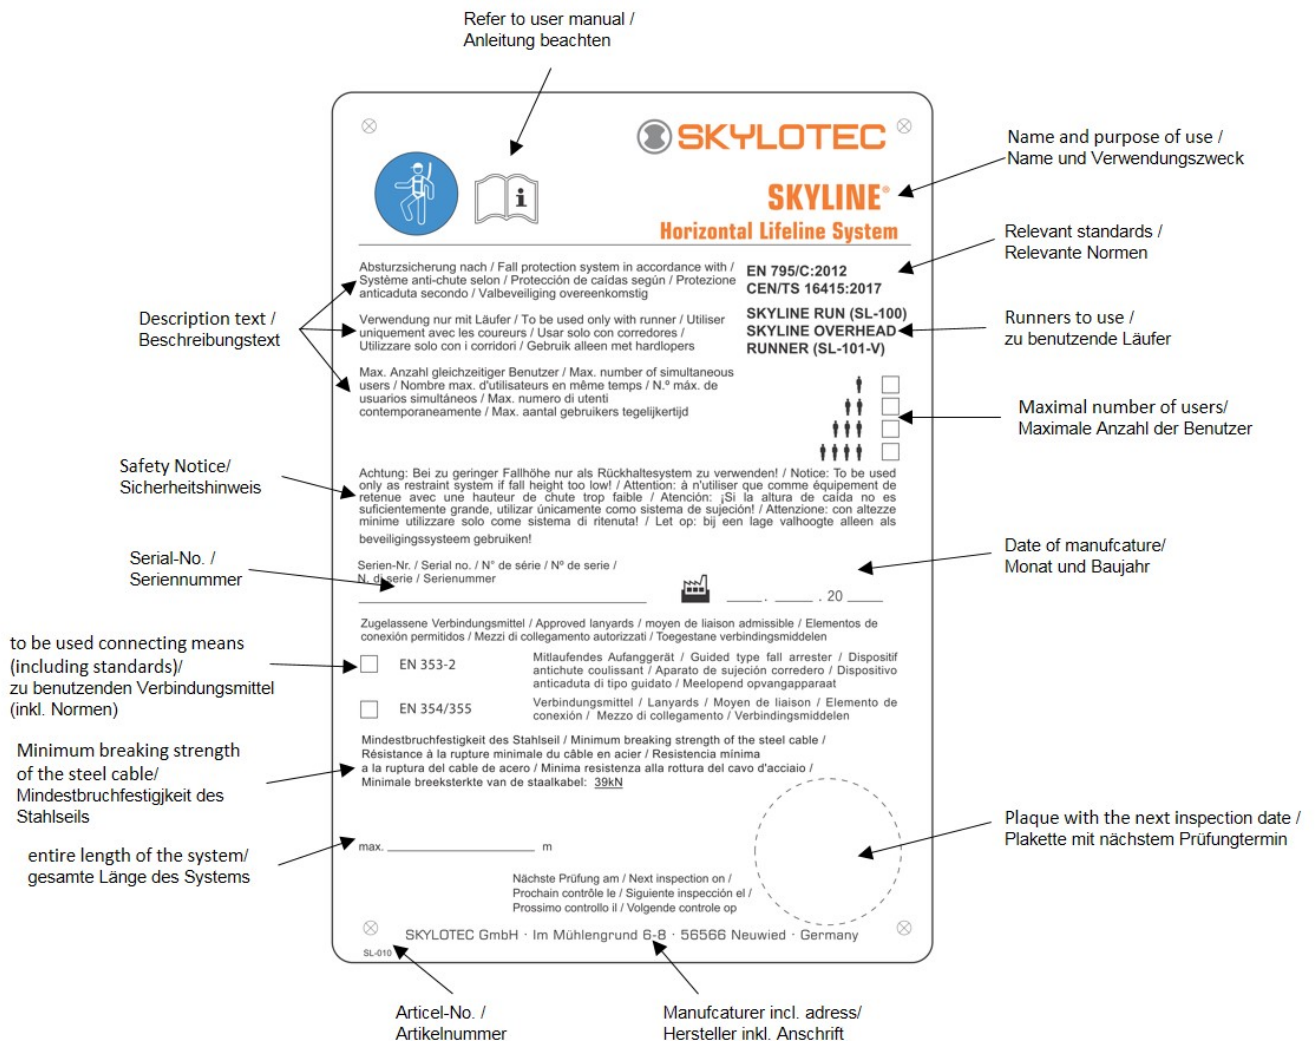 Refer to user manual /
Anleitung beachten
SKYLOTEC
Name and purpose of use /
Name und Verwendungszweck
i
SKYLINE®
Horizontal Lifeline System
Relevant standards /
Relevante Normen
Absturzsicherung nach / Fall protection system in accordance with /
Système anti-chute selon / Protección de caídas según / Protezione
anticaduta secondo / Valbeveiliging overeenkomstig
EN 795/C:2012
CEN/TS 16415:2017
Description text /
Beschreibungstext
Verwendung nur mit Läufer / To be used only with runner / Utiliser
uniquement avec les coureurs / Usar solo con corredores /
Utilizzare solo con i corridori / Gebruik alleen met hardlopers
SKYLINE RUN (SL-100)
SKYLINE OVERHEAD
RUNNER (SL-101-V)
Runners to use /
zu benutzende Läufer
Max. Anzahl gleichzeitiger Benutzer / Max. number of simultaneous
users / Nombre max. d'utilisateurs en même temps / N.º máx. de
usuarios simultáneos / Max. numero di utenti
contemporaneamente / Max. aantal gebruikers tegelijkertijd
Maximal number of users/
Maximale Anzahl der Benutzer
Safety Notice/
Sicherheitshinweis
Achtung: Bei zu geringer Fallhöhe nur als Rückhaltesystem zu verwenden! / Notice: To be used
only as restraint system if fall height too low! / Attention: à n'utiliser que comme équipement de
retenue avec une hauteur de chute trop faible / Atención: ¡Si la altura de caída no es
suficientemente grande, utilizar únicamente como sistema de sujeción! / Attenzione: con altezze
minime utilizzare solo come sistema di ritenuta! / Let op: bij een lage valhoogte alleen als
beveiligingssysteem gebruiken!
Serial-No. /
Seriennummer
Serien-Nr. / Serial no. / N° de série / Nº de serie /
N. di serie / Serienummer
____ . ____ . 20 ____
Date of manufcature/
Monat und Baujahr
Zugelassene Verbindungsmittel / Approved lanyards / moyen de liaison admissible / Elementos de
conexión permitidos / Mezzi di collegamento autorizzati / Toegestane verbindingsmiddelen
to be used connecting means
(including standards)/
zu benutzenden Verbindungsmittel
(inkl. Normen)
EN 353-2
Mitlaufendes Aufanggerät / Guided type fall arrester / Dispositif
antichute coulissant / Aparato de sujeción corredero / Dispositivo
anticaduta di tipo guidato / Meelopend opvangapparaat
EN 354/355
Verbindungsmittel / Lanyards / Moyen de liaison / Elemento de
conexión / Mezzo di collegamento / Verbindingsmiddelen
Minimum breaking strength
of the steel cable/
Mindestbruchfestigjkeit des
Stahlseils
Mindestbruchfestigkeit des Stahlseil / Minimum breaking strength of the steel cable /
Résistance à la rupture minimale du câble en acier / Resistencia mínima
a la ruptura del cable de acero / Minima resistenza alla rottura del cavo d'acciaio /
Minimale breeksterkte van de staalkabel: 39kN
Plaque with the next inspection date /
Plakette mit nächstem Prüfungtermin
entire length of the system/
gesamte Länge des Systems
max. ____ m
Nächste Prüfung am / Next inspection on /
Prochain contrôle le / Siguiente inspección el /
Prossimo controllo il / Volgende controle op
SKYLOTEC GmbH · Im Mühlengrund 6-8 · 56566 Neuwied · Germany
SL-010
Articel-No. /
Artikelnummer
Manufcaturer incl. adress/
Hersteller inkl. Anschrift